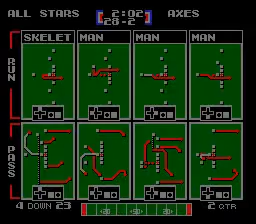 ALL STARS 2:02 AXES
28-2
SKELET MAN MAN MAN
RUN
PASS
4 DOWN 23 2 QTR